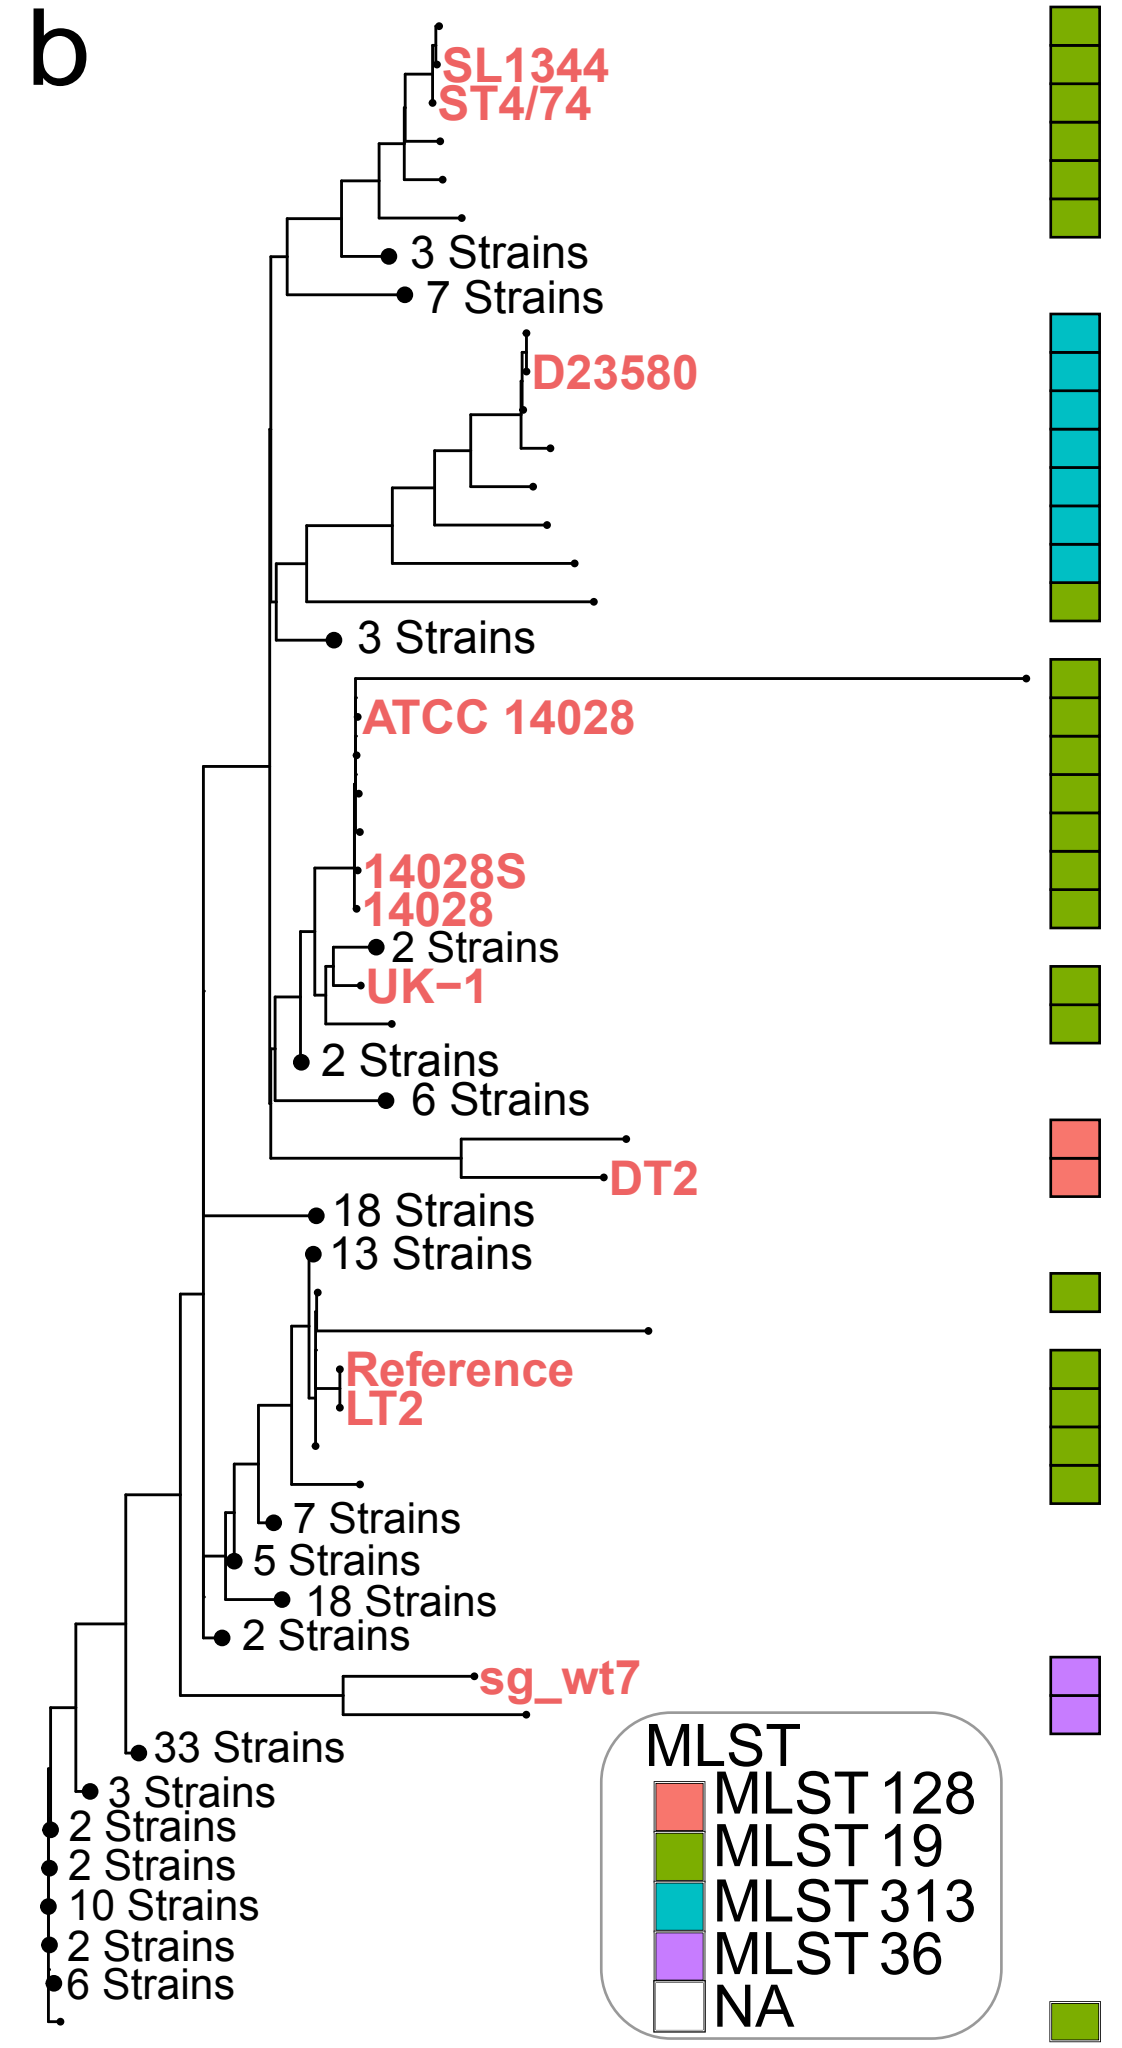 b
SL1344
ST4/74
3 Strains
7 Strains
D23580
3 Strains
ATCC 14028
14028S
14028
2 Strains
UK−1
2 Strains
6 Strains
DT2
18 Strains
13 Strains
Reference
LT2
7 Strains
5 Strains
18 Strains
2 Strains
sg_wt7
33 Strains
3 Strains
2 Strains
2 Strains
10 Strains
2 Strains
6 Strains
MLST
MLST 128
MLST 19
MLST 313
MLST 36
NA